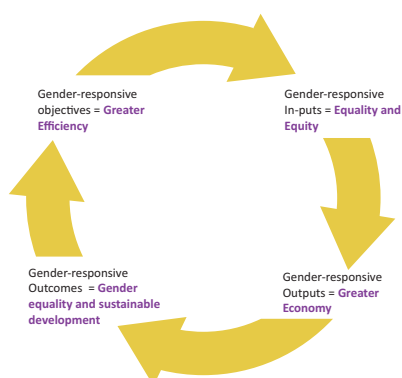 Gender-responsive
objectives = Greater
Efficiency
Gender-responsive
In-puts = Equality and
Equity
Gender-responsive
Outputs = Greater
Economy
Gender-responsive
Outcomes = Gender
equality and sustainable
development